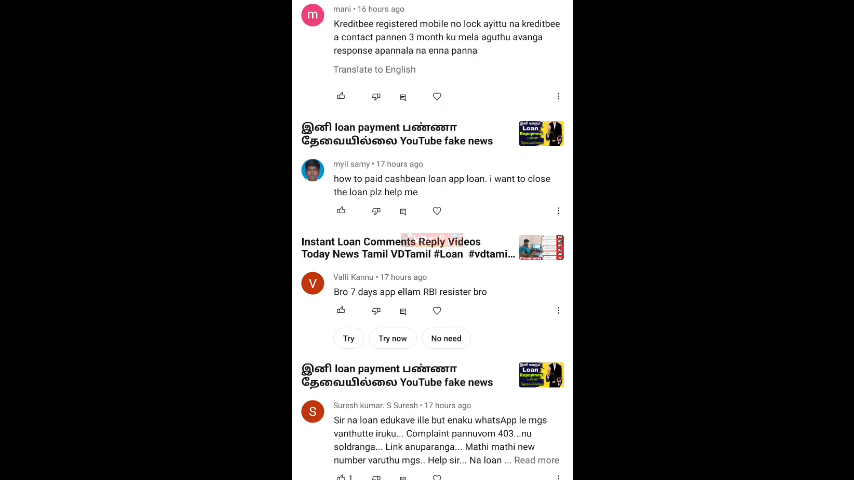 mani • 16 hours ago
m
Kreditbee registered mobile no lock ayittu na kreditbee
a contact pannen 3 month ku mela aguthu avanga
response apannala na enna panna
Translate to English
இனி loan payment பண்ணா
தேவையில்லை YouTube fake news
myil samy • 17 hours ago
how to paid cashbean loan app loan. i want to close
the loan plz help me
Instant Loan Comments Reply Videos
Today News Tamil VDTamil #Loan #vdtami...
Valli Kannu • 17 hours ago
V
Bro 7 days app ellam RBI resister bro
Try Try now No need
இனி loan payment பண்ணா
தேவையில்லை YouTube fake news
Suresh kumar. S Suresh • 17 hours ago
S
Sir na loan edukave ille but enaku whatsApp le mgs
vanthutte iruku... Complaint pannuvom 403...nu
soldranga... Link anuparanga... Mathi mathi new
number varuthu mgs.. Help sir... Na loan ... Read more
1